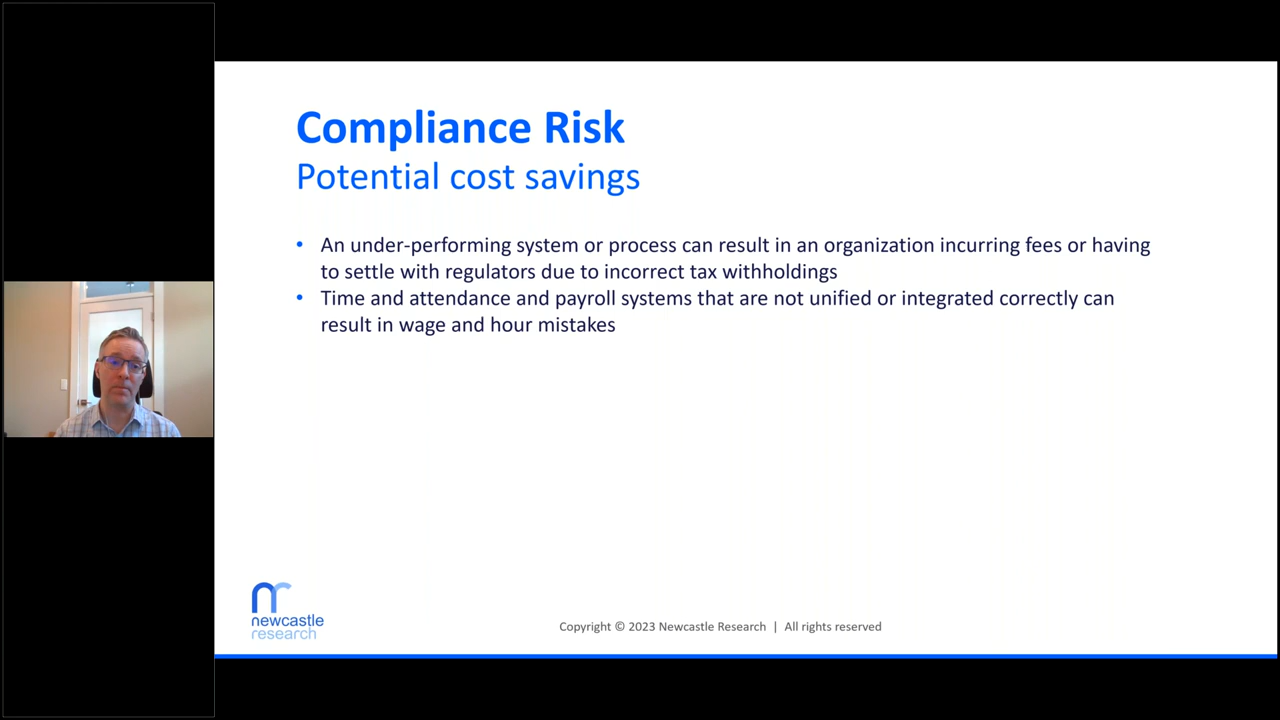 Compliance Risk
Potential cost savings
• An under-performing system or process can result in an organization incurring fees or having
to settle with regulators due to incorrect tax withholdings
• Time and attendance and payroll systems that are not unified or integrated correctly can
result in wage and hour mistakes
nr
newcastle
research
Copyright © 2023 Newcastle Research | All rights reserved